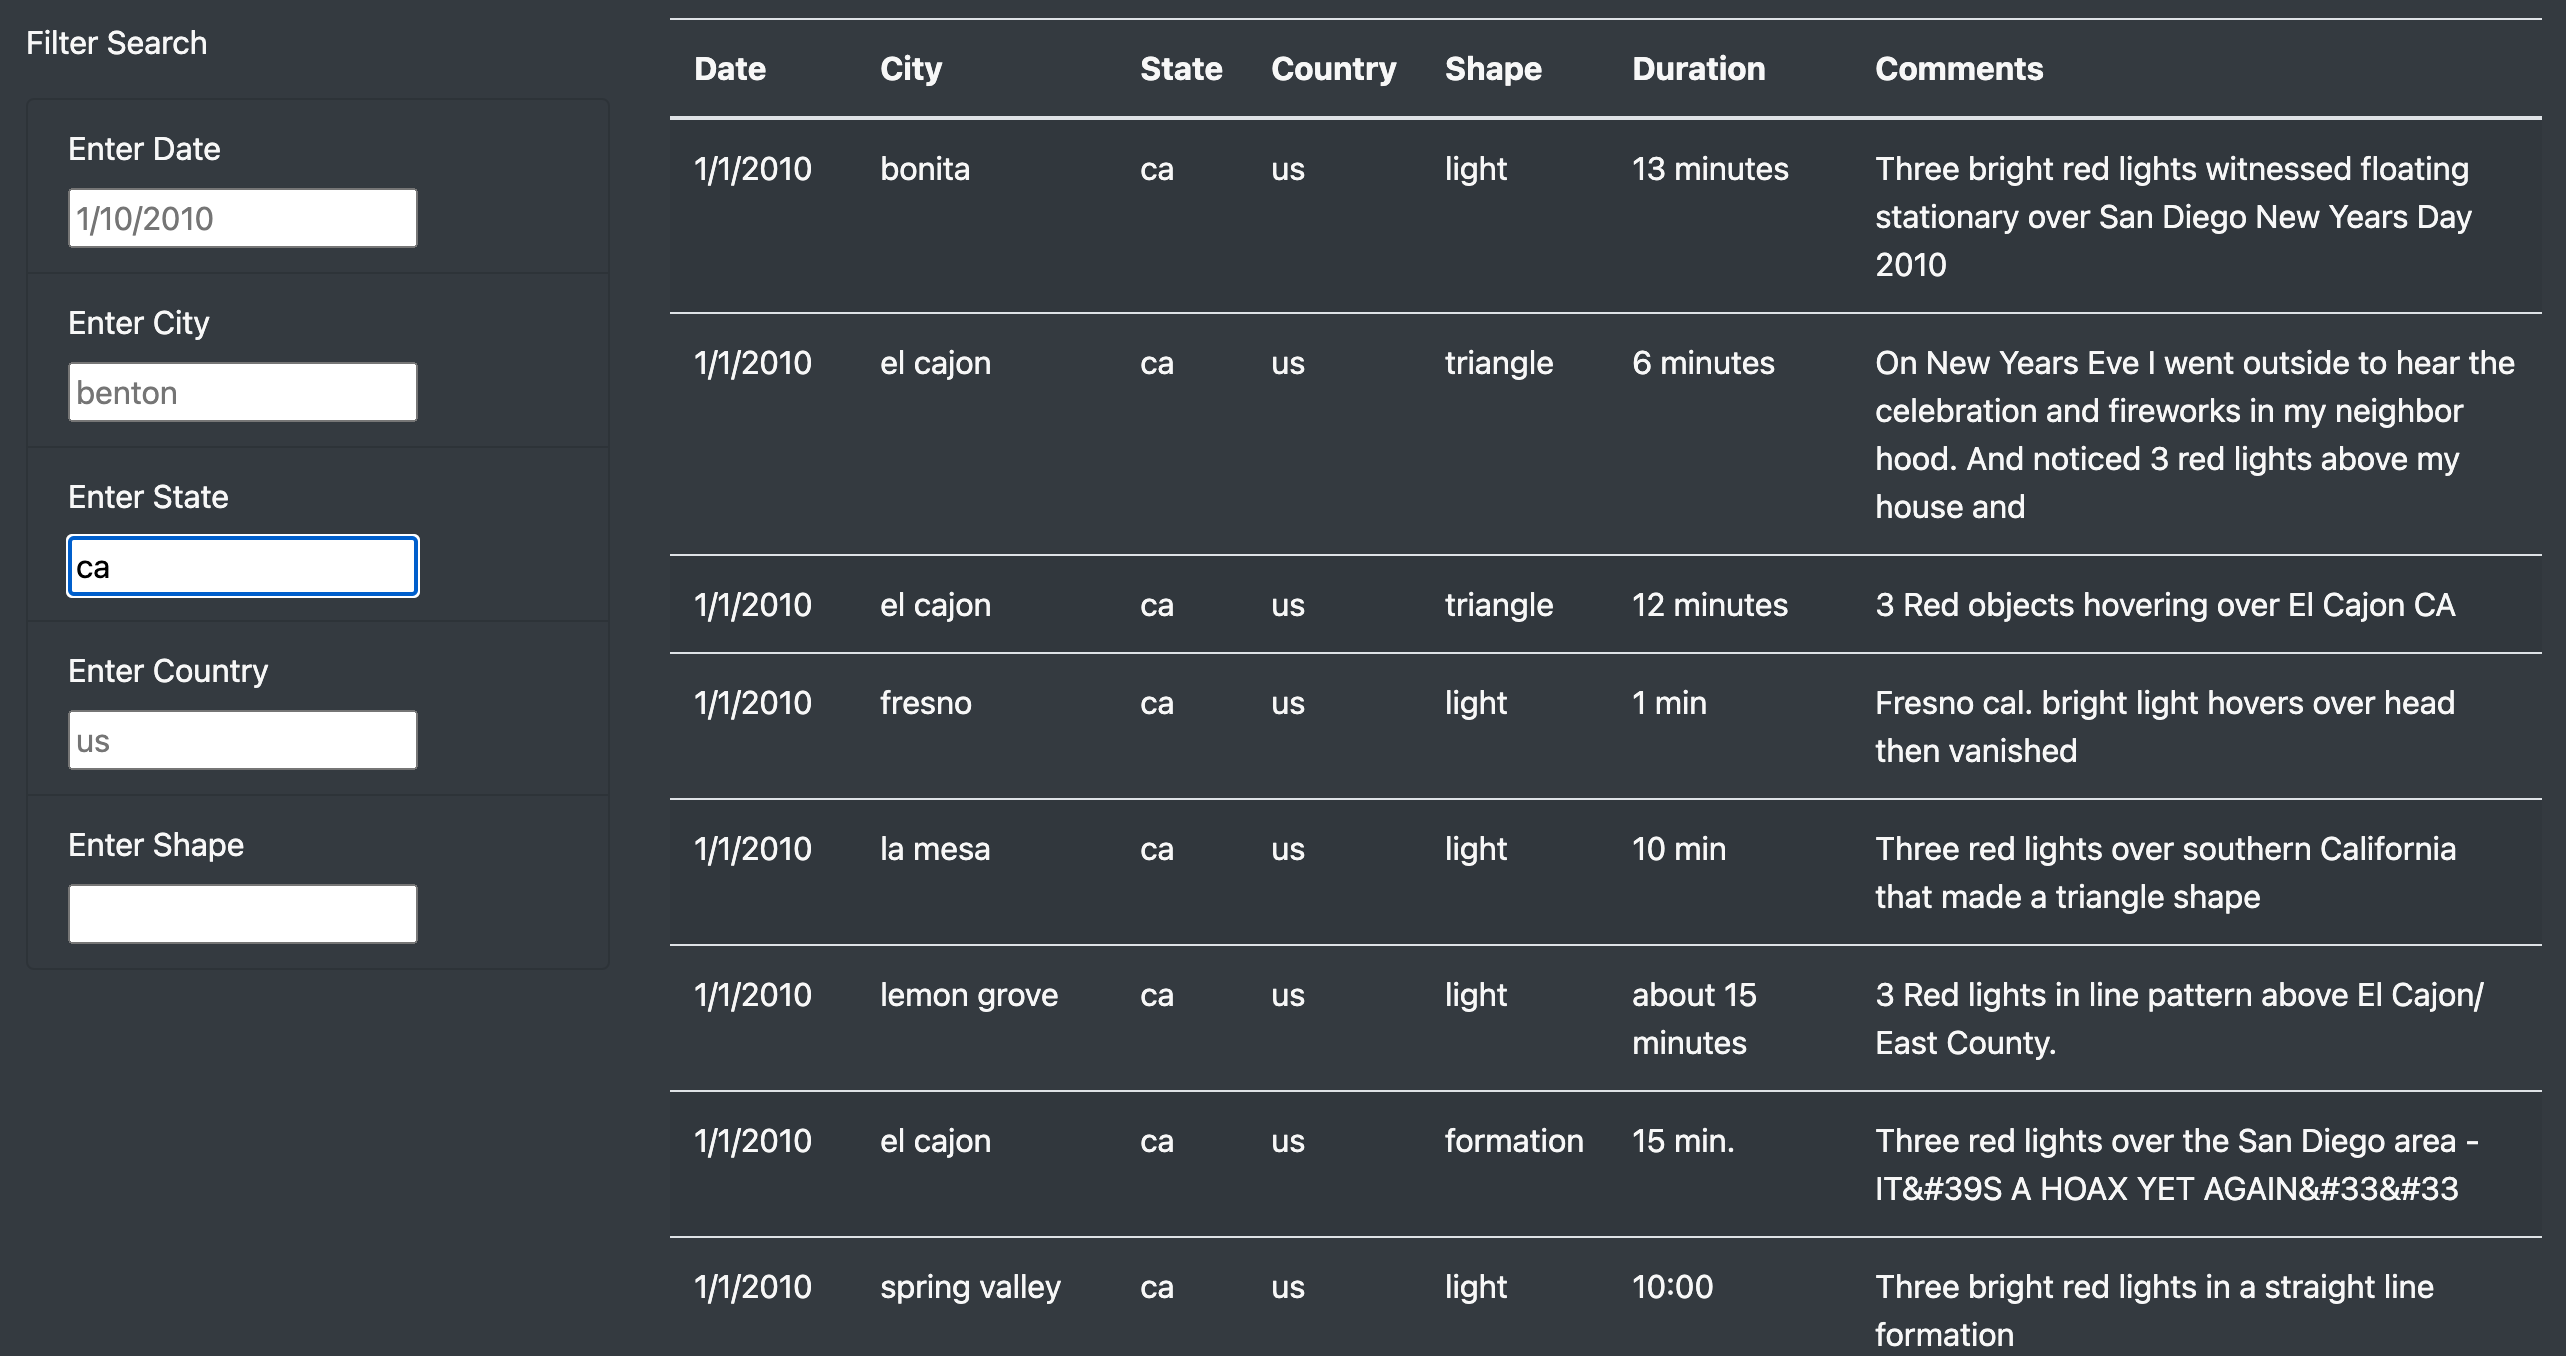 Filter Search
Enter Date
1/10/2010
Enter City
benton
Enter State
ca
Enter Country
us
Enter Shape
Date City State Country Shape Duration Comments
1/1/2010 bonita ca us light 13 minutes Three bright red lights witnessed floating
stationary over San Diego New Years Day
2010
1/1/2010 el cajon ca us triangle 6 minutes On New Years Eve I went outside to hear the
celebration and fireworks in my neighbor
hood. And noticed 3 red lights above my
house and
1/1/2010 el cajon ca us triangle 12 minutes 3 Red objects hovering over El Cajon CA
1/1/2010 fresno ca us light 1 min Fresno cal. bright light hovers over head
then vanished
1/1/2010 la mesa ca us light 10 min Three red lights over southern California
that made a triangle shape
1/1/2010 lemon grove ca us light about 15 3 Red lights in line pattern above El Cajon/
minutes East County.
1/1/2010 el cajon ca us formation 15 min. Three red lights over the San Diego area -
IT&#39S A HOAX YET AGAIN&#33&#33
1/1/2010 spring valley ca us light 10:00 Three bright red lights in a straight line
formation